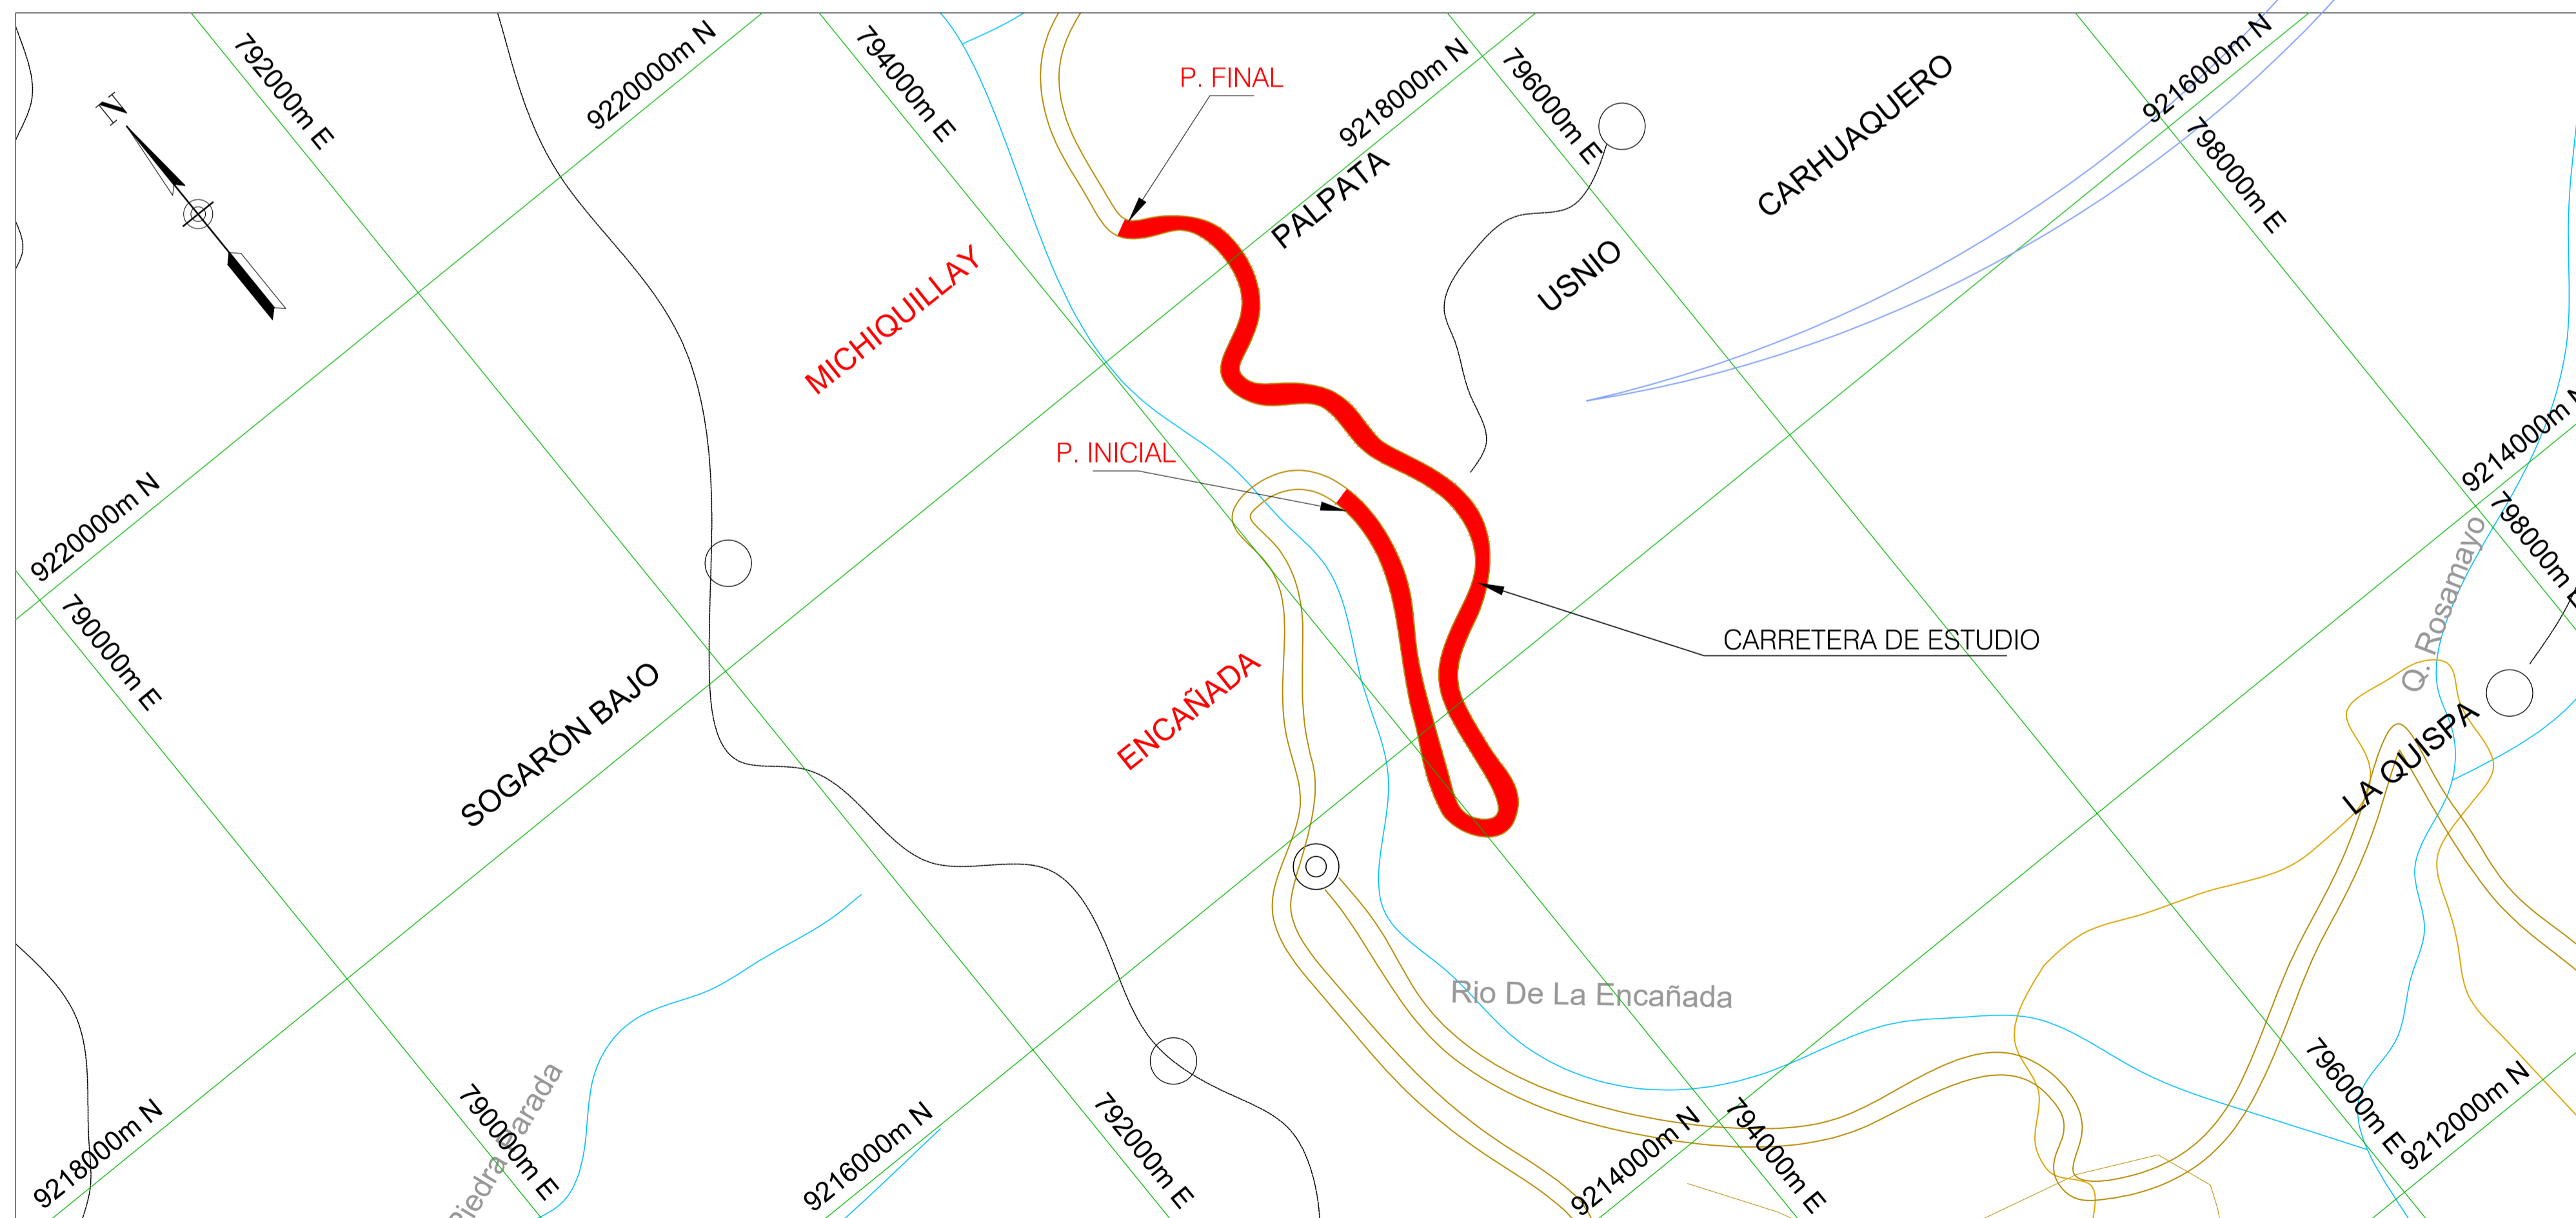 N
792000m E
9220000m N
794000m E
P. FINAL
9218000m N
796000m E
CARHUAQUERO
9216000m N
798000m E
PALPATA
USNIO
MICHIQUILLAY
P. INICIAL
9214000m N
798000m E
9220000m N
790000m E
SOGARÓN BAJO
ENCAÑADA
CARRETERA DE ESTUDIO
Q. Rosamayo
LA QUISPA
Rio De La Encañada
Piedra Parada
9218000m N
790000m E
9216000m N
792000m E
9214000m N
794000m E
796000m E
9212000m N